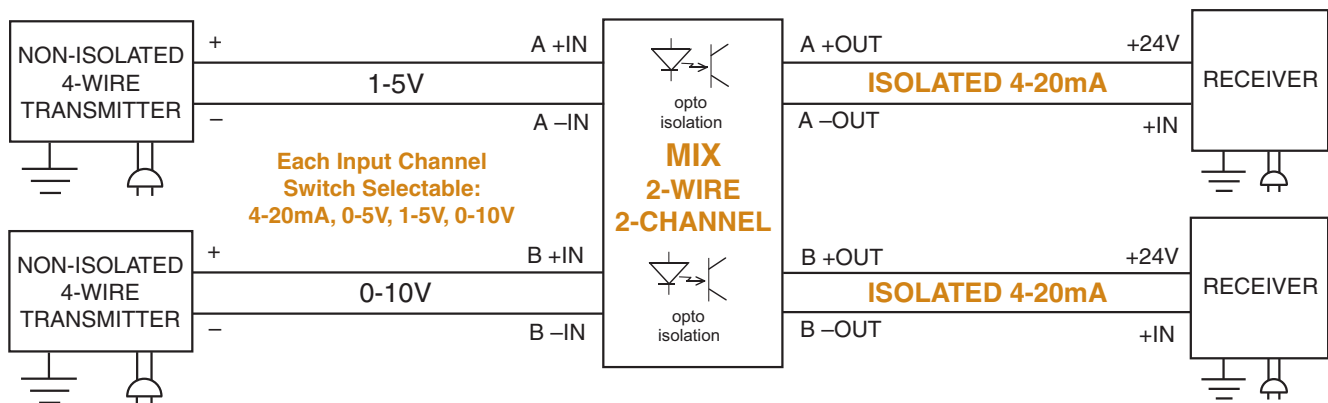 NON-ISOLATED
4-WIRE
TRANSMITTER
+
–
1-5V
A +IN
A –IN
opto
isolation
MIX
2-WIRE
2-CHANNEL
A +OUT
A –OUT
ISOLATED 4-20mA
+24V
+IN
RECEIVER
Each Input Channel
Switch Selectable:
4-20mA, 0-5V, 1-5V, 0-10V
NON-ISOLATED
4-WIRE
TRANSMITTER
+
–
0-10V
B +IN
B –IN
opto
isolation
B +OUT
B –OUT
ISOLATED 4-20mA
+24V
+IN
RECEIVER